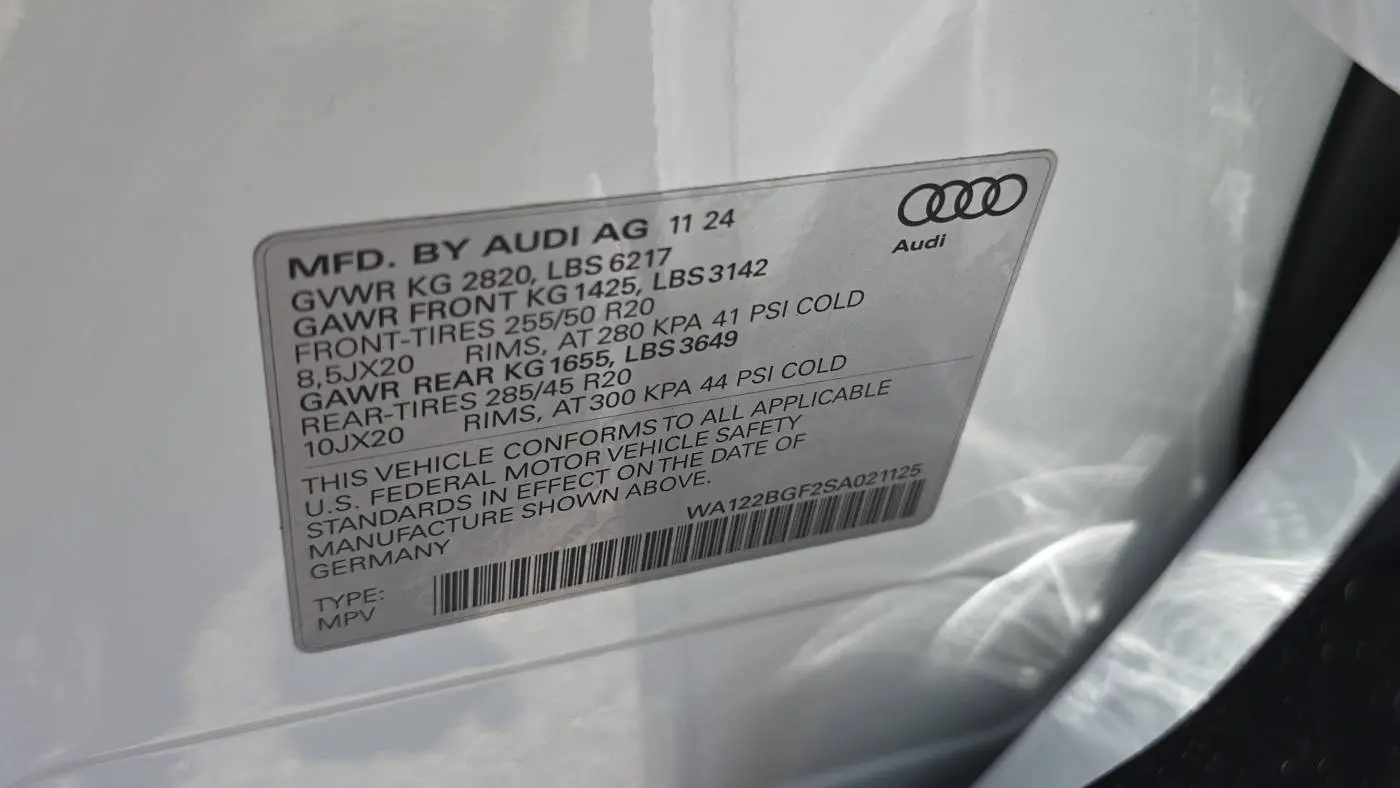 MFD. BY AUDI AG 11 24
Audi
GVWR KG 2820, LBS 6217
GAWR FRONT KG 1425, LBS 3142
FRONT-TIRES 255/50 R20
8,5JX20 RIMS, AT 280 KPA 41 PSI COLD
GAWR REAR KG 1655, LBS 3649
REAR-TIRES 285/45 R20
10JX20 RIMS, AT 300 KPA 44 PSI COLD
THIS VEHICLE CONFORMS TO ALL APPLICABLE
U.S. FEDERAL MOTOR VEHICLE SAFETY
STANDARDS IN EFFECT ON THE DATE OF
MANUFACTURE SHOWN ABOVE.
GERMANY
WA122BGF2SA021125
TYPE:
MPV